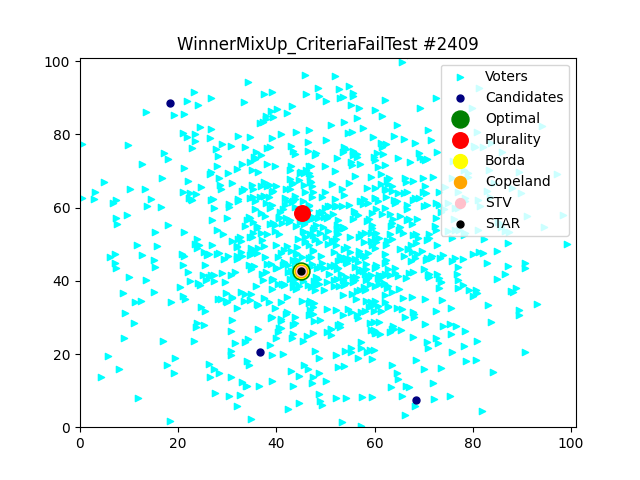 WinnerMixUp_CriteriaFailTest #2409
100
80
60
40
20
0
0 20 40 60 80 100
Voters
Candidates
Optimal
Plurality
Borda
Copeland
STV
STAR